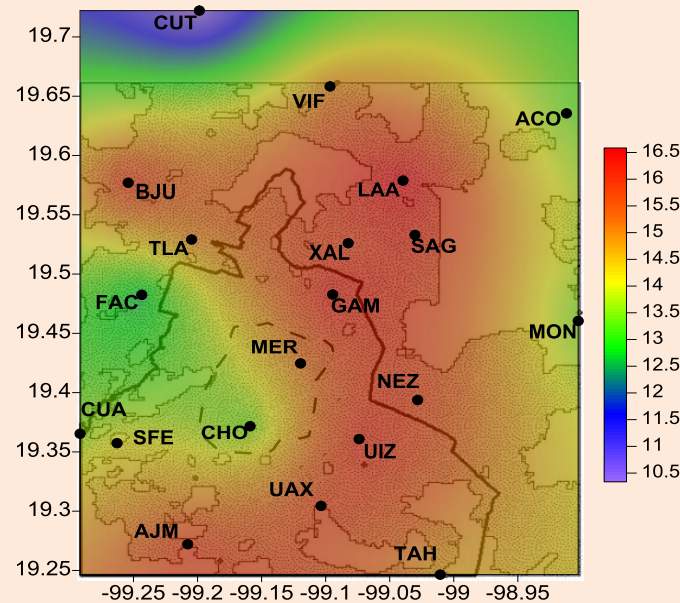 19.7
19.65
19.6
19.55
19.5
19.45
19.4
19.35
19.3
19.25
CUT
VIF
ACO
BJU
LAA
TLA
XAL
SAG
FAC
GAM
MON
MER
NEZ
CUA
SFE
CHO
UIZ
UAX
AJM
TAH
-99.25 -99.2 -99.15 -99.1 -99.05 -99 -98.95
16.5
16
15.5
15
14.5
14
13.5
13
12.5
12
11.5
11
10.5